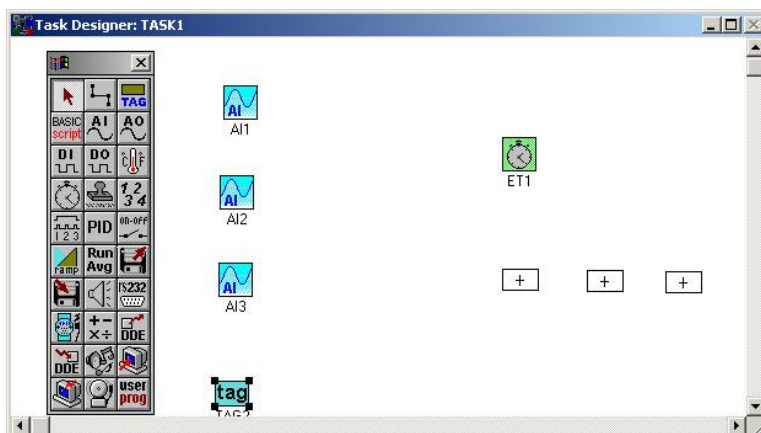 Task Designer: TASK1
TAG
BASIC AI AO
script
DI DO °C °F
1 2
3 4
1 2 3 PID on-off
ramp Run
Avg
RS232
+ - × ÷ DDE
DDE
user
prog
AI
AI1
AI
AI2
AI
AI3
tag
TAG2
ET1
+ + +